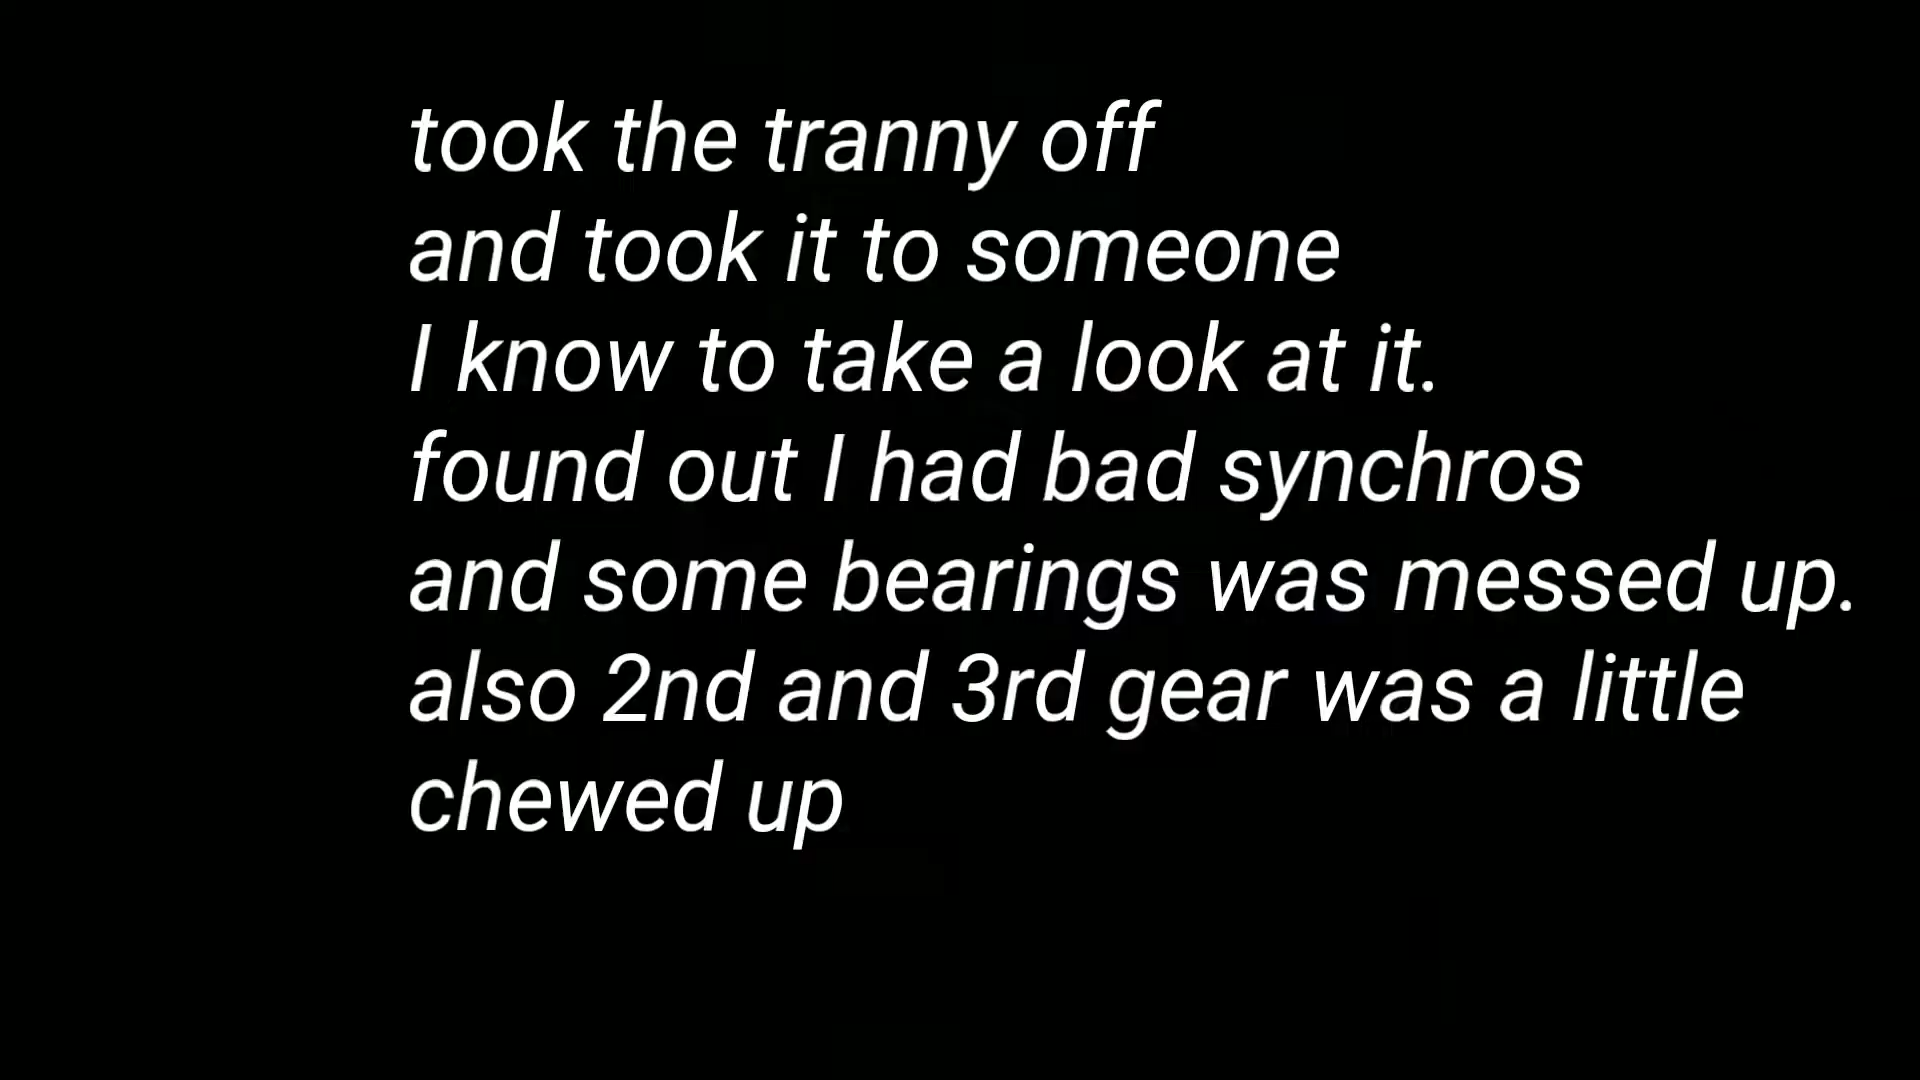 took the tranny off
and took it to someone
I know to take a look at it.
found out I had bad synchros
and some bearings was messed up.
also 2nd and 3rd gear was a little
chewed up